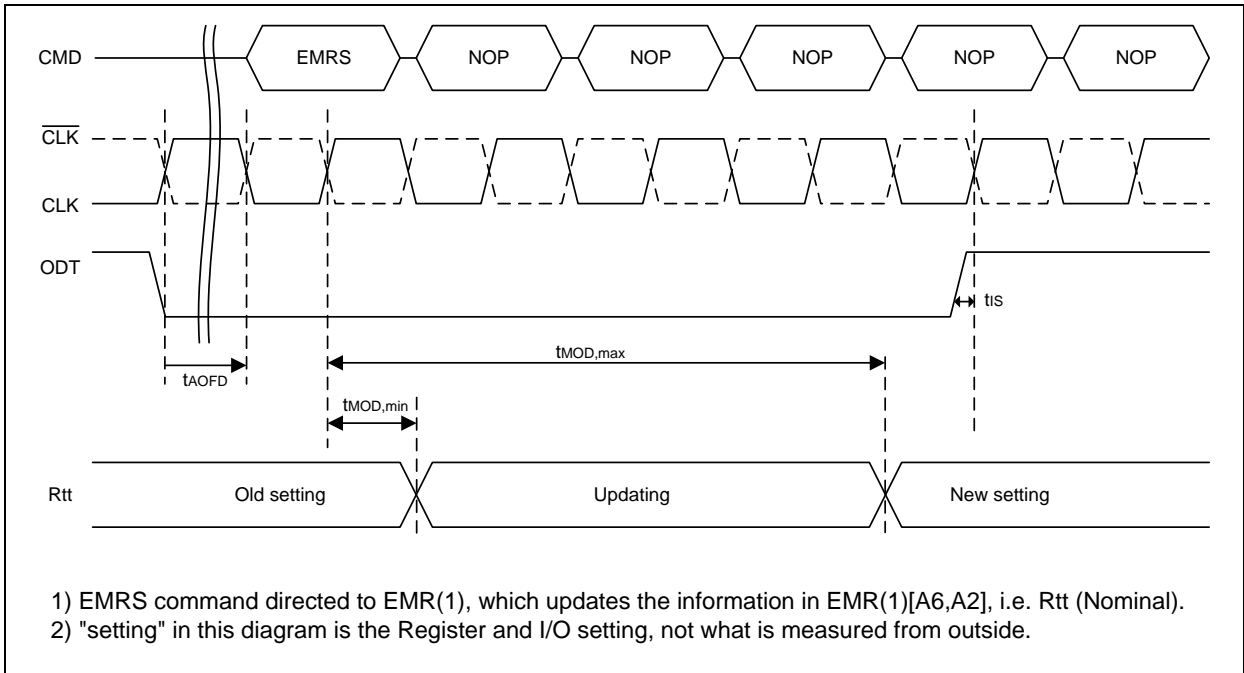 CMD EMRS NOP NOP NOP NOP NOP
CLK
CLK
ODT
tIS
tMOD,max
tAOFD
tMOD,min
Rtt Old setting Updating New setting
1) EMRS command directed to EMR(1), which updates the information in EMR(1)[A6,A2], i.e. Rtt (Nominal).
2) "setting" in this diagram is the Register and I/O setting, not what is measured from outside.